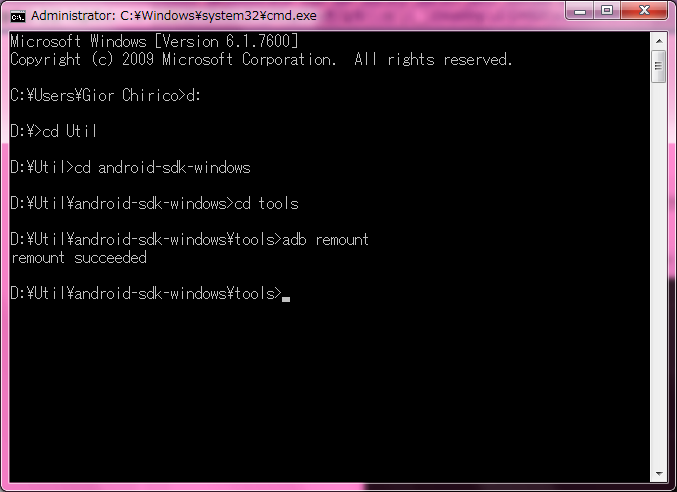 Administrator: C:¥Windows¥system32¥cmd.exe
Microsoft Windows [Version 6.1.7600]
Copyright (c) 2009 Microsoft Corporation.  All rights reserved.
C:¥Users¥Gior Chirico>d:
D:¥>cd Util
D:¥Util>cd android-sdk-windows
D:¥Util¥android-sdk-windows>cd tools
D:¥Util¥android-sdk-windows¥tools>adb remount
remount succeeded
D:¥Util¥android-sdk-windows¥tools>